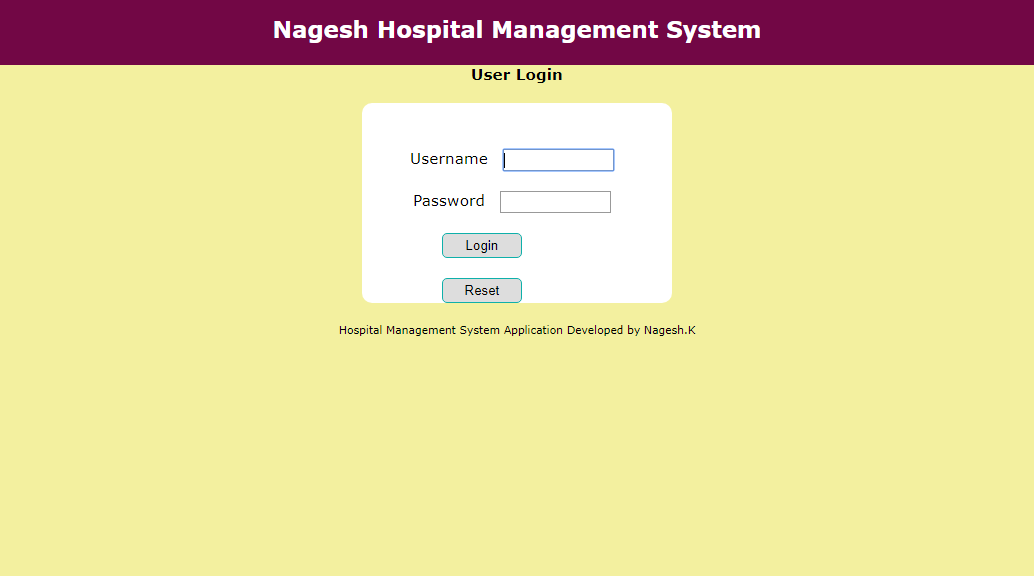 Nagesh Hospital Management System
User Login
Username
Password
Login
Reset
Hospital Management System Application Developed by Nagesh.K